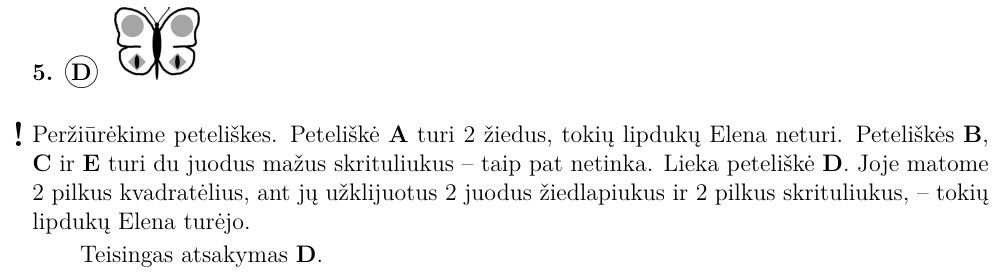 5. D
! Peržiūrėkime peteliškes. Peteliškė A turi 2 žiedus, tokių lipdukų Elena neturi. Peteliškės B,
C ir E turi du juodus mažus skrituliukus – taip pat netinka. Lieka peteliškė D. Joje matome
2 pilkus kvadratėlius, ant jų užklijuotus 2 juodus žiedlapiukus ir 2 pilkus skrituliukus, – tokių
lipdukų Elena turėjo.
Teisingas atsakymas D.